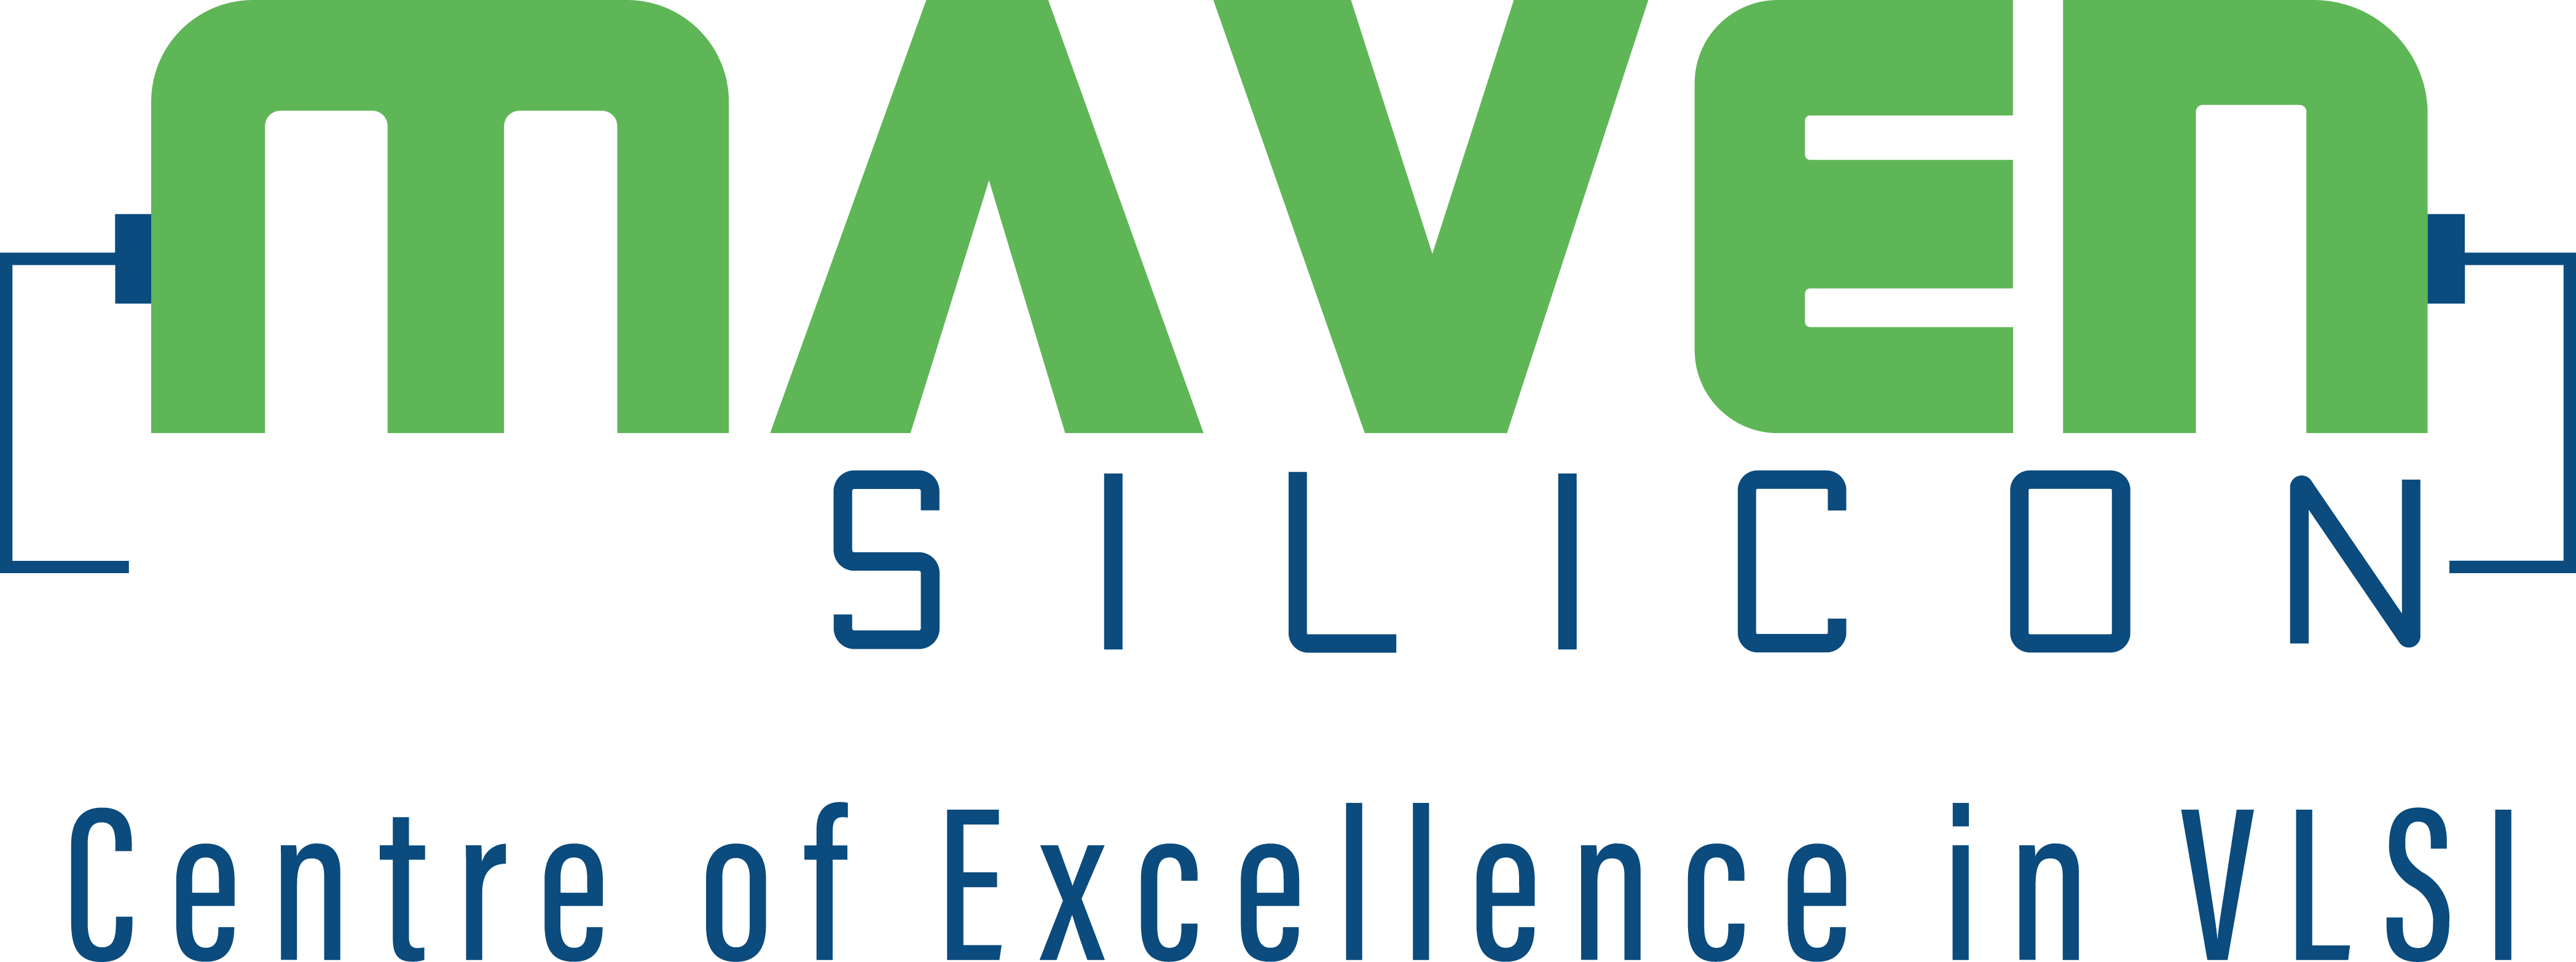 MAVEN
SILICON
Centre of Excellence in VLSI